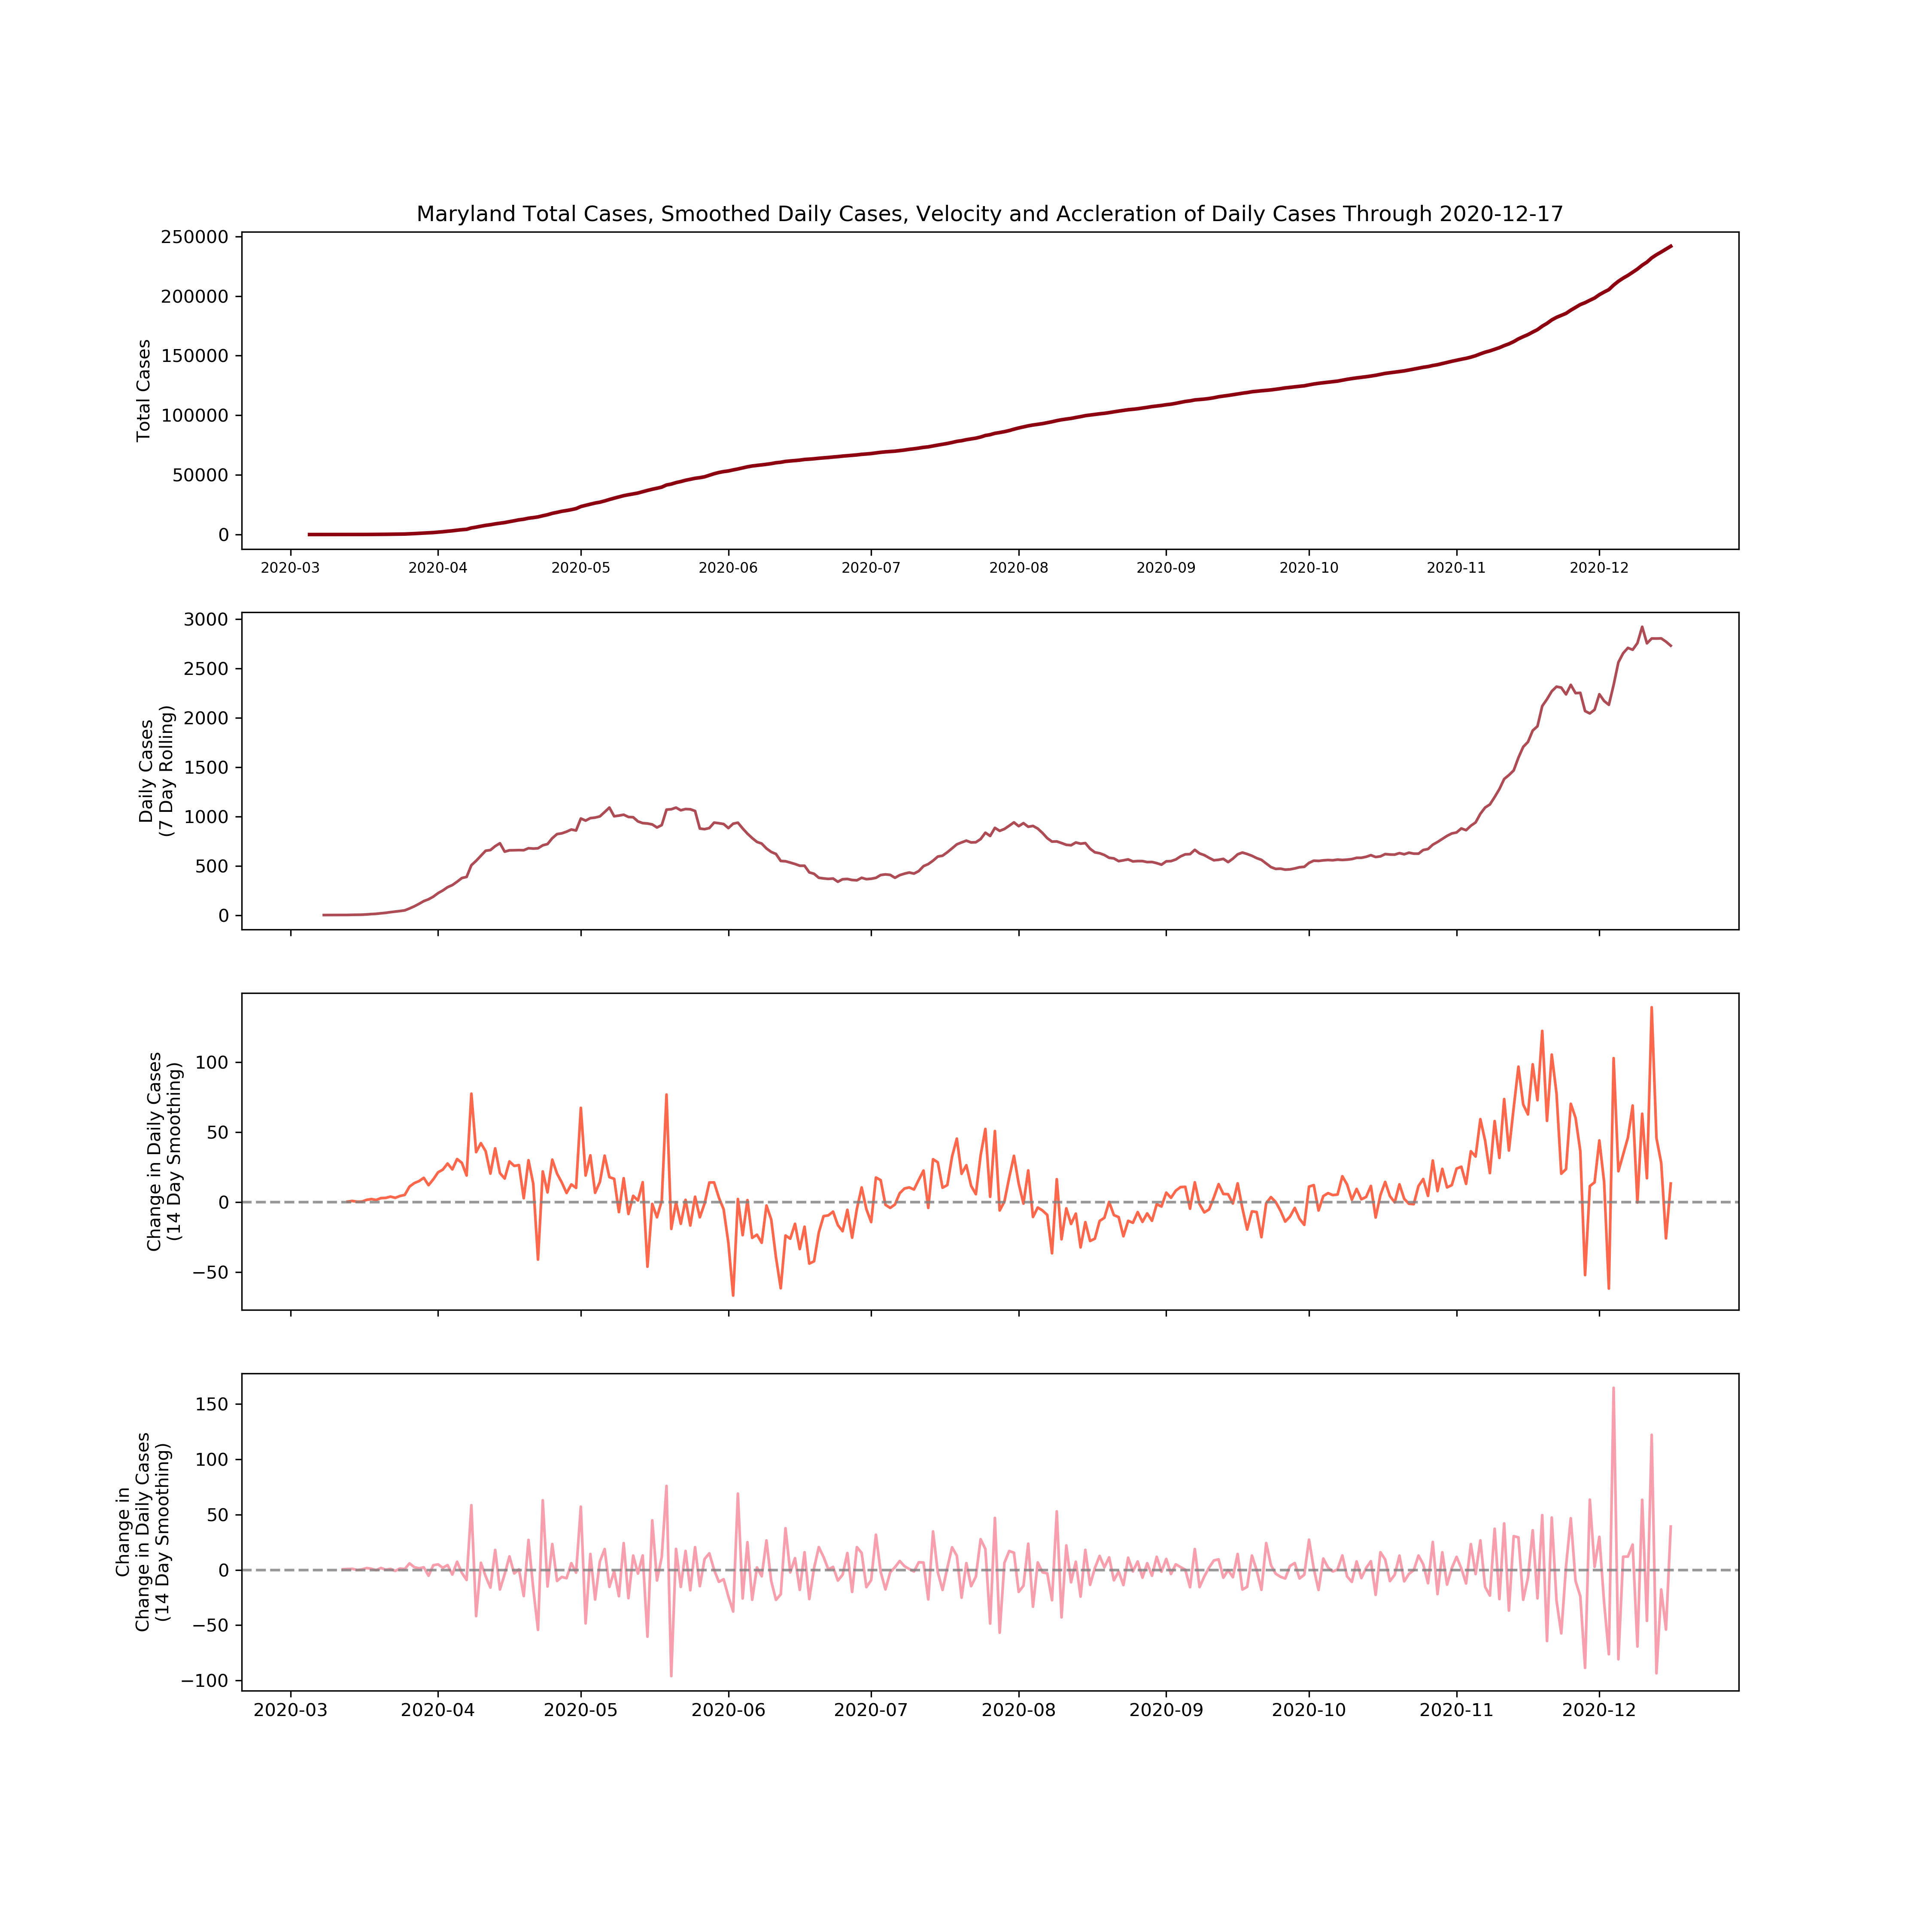 Maryland Total Cases, Smoothed Daily Cases, Velocity and Accleration of Daily Cases Through 2020-12-17
Total Cases
250000
200000
150000
100000
50000
0
2020-03 2020-04 2020-05 2020-06 2020-07 2020-08 2020-09 2020-10 2020-11 2020-12
Daily Cases
(7 Day Rolling)
3000
2500
2000
1500
1000
500
0
Change in Daily Cases
(14 Day Smoothing)
100
50
0
−50
Change in
Change in Daily Cases
(14 Day Smoothing)
150
100
50
0
−50
−100
2020-03 2020-04 2020-05 2020-06 2020-07 2020-08 2020-09 2020-10 2020-11 2020-12